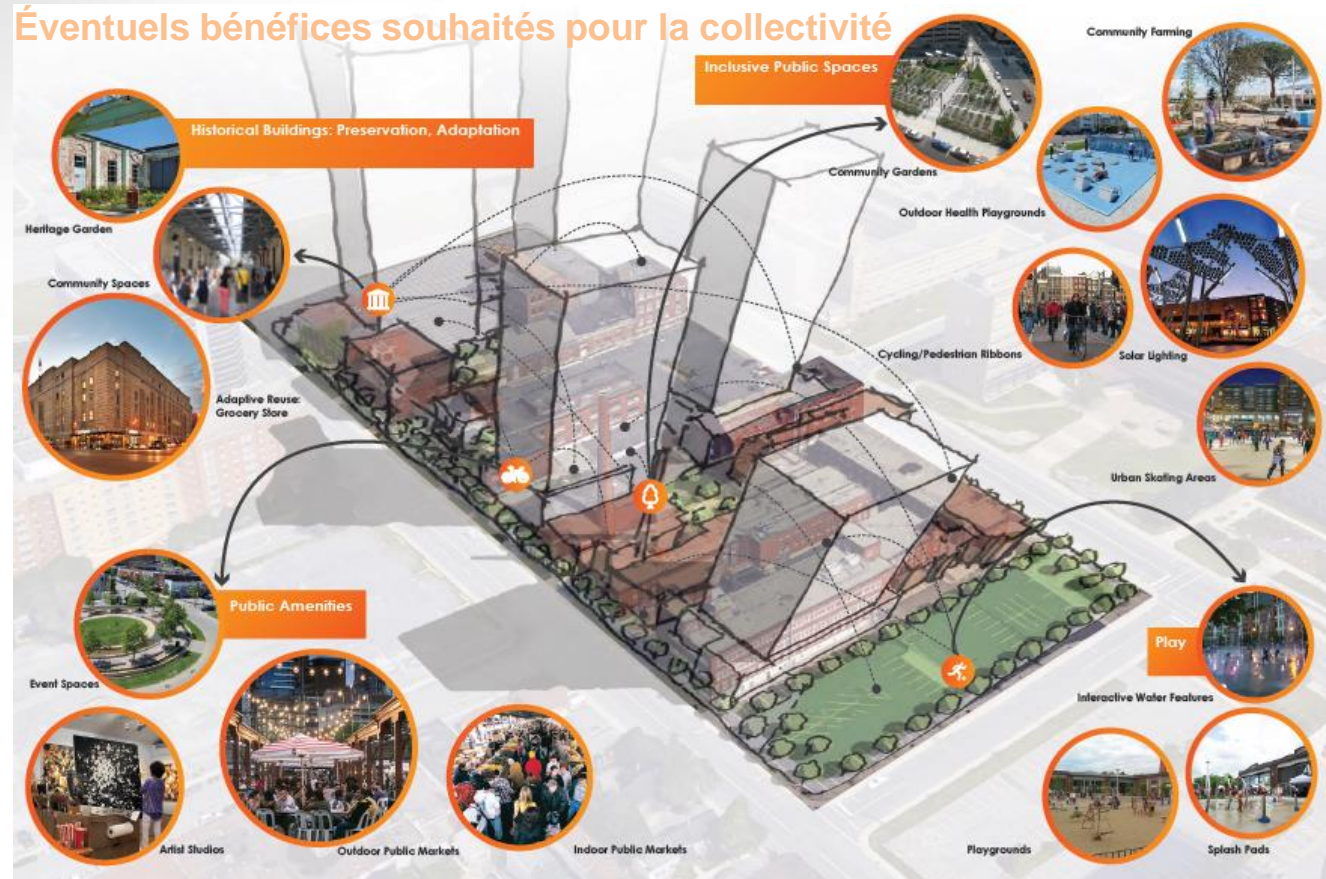 Éventuels bénéfices souhaités pour la collectivité
Historical Buildings: Preservation, Adaptation
Heritage Garden
Community Spaces
Adaptive Reuse:
Grocery Store
Inclusive Public Spaces
Community Farming
Community Gardens
Outdoor Health Playgrounds
Cycling/Pedestrian Ribbons
Solar Lighting
Urban Skating Areas
Public Amenities
Event Spaces
Artist Studios
Outdoor Public Markets
Indoor Public Markets
Play
Interactive Water Features
Playgrounds
Splash Pads